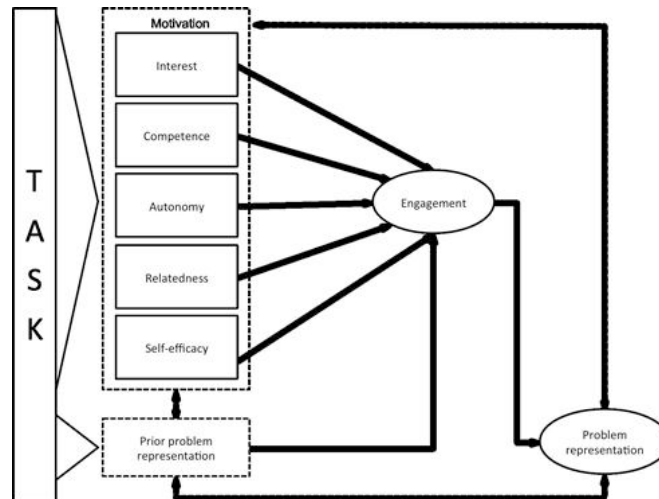 Motivation
Interest
Competence
Autonomy
Relatedness
Self-efficacy
Prior problem
representation
Engagement
Problem
representation
T
A
S
K